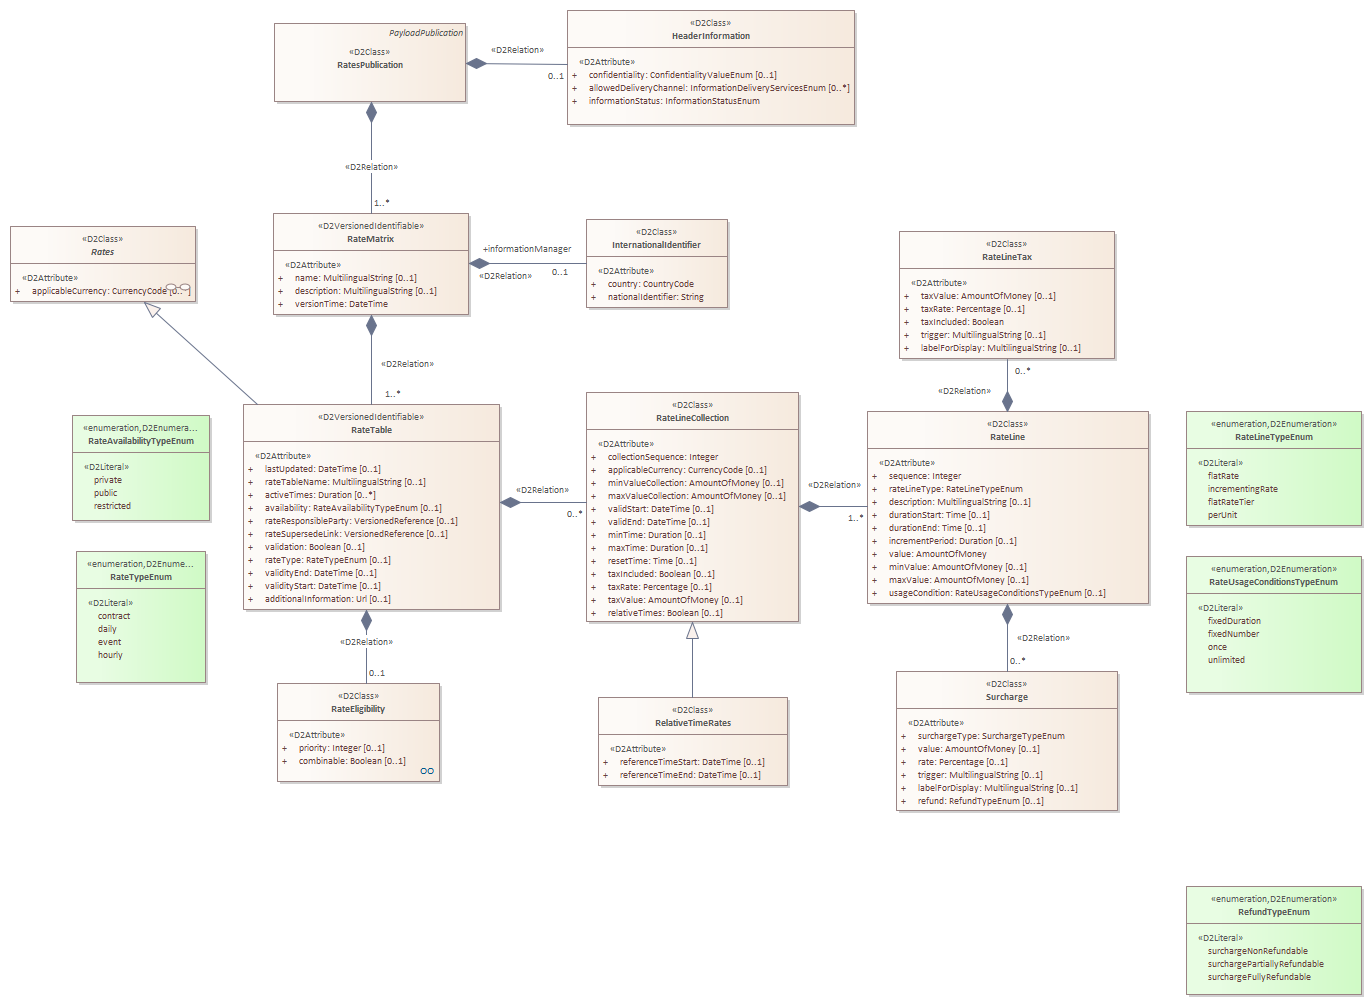 PayloadPublication
«D2Class»
RatesPublication
«D2Relation»
0..1
«D2Class»
HeaderInformation
«D2Attribute»
+ confidentiality: ConfidentialityValueEnum [0..1]
+ allowedDeliveryChannel: InformationDeliveryServicesEnum [0..*]
+ informationStatus: InformationStatusEnum
«D2Relation»
1..*
«D2Class»
Rates
«D2Attribute»
+ applicableCurrency: CurrencyCode [0..*]
«D2VersionedIdentifiable»
RateMatrix
«D2Attribute»
+ name: MultilingualString [0..1]
+ description: MultilingualString [0..1]
+ versionTime: DateTime
+informationManager
«D2Relation»
0..1
«D2Class»
InternationalIdentifier
«D2Attribute»
+ country: CountryCode
+ nationalIdentifier: String
«D2Class»
RateLineTax
«D2Attribute»
+ taxValue: AmountOfMoney [0..1]
+ taxRate: Percentage [0..1]
+ taxIncluded: Boolean
+ trigger: MultilingualString [0..1]
+ labelForDisplay: MultilingualString [0..1]
«D2Relation»
1..*
0..*
«D2Relation»
«enumeration,D2Enumera...
RateAvailabilityTypeEnum
«D2Literal»
private
public
restricted
«enumeration,D2Enume...
RateTypeEnum
«D2Literal»
contract
daily
event
hourly
«D2VersionedIdentifiable»
RateTable
«D2Attribute»
+ lastUpdated: DateTime [0..1]
+ rateTableName: MultilingualString [0..1]
+ activeTimes: Duration [0..*]
+ availability: RateAvailabilityTypeEnum [0..1]
+ rateResponsibleParty: VersionedReference [0..1]
+ rateSupersedeLink: VersionedReference [0..1]
+ validation: Boolean [0..1]
+ rateType: RateTypeEnum [0..1]
+ validityEnd: DateTime [0..1]
+ validityStart: DateTime [0..1]
+ additionalInformation: Url [0..1]
«D2Relation»
0..*
«D2Class»
RateLineCollection
«D2Attribute»
+ collectionSequence: Integer
+ applicableCurrency: CurrencyCode [0..1]
+ minValueCollection: AmountOfMoney [0..1]
+ maxValueCollection: AmountOfMoney [0..1]
+ validStart: DateTime [0..1]
+ validEnd: DateTime [0..1]
+ minTime: Duration [0..1]
+ maxTime: Duration [0..1]
+ resetTime: Time [0..1]
+ taxIncluded: Boolean [0..1]
+ taxRate: Percentage [0..1]
+ taxValue: AmountOfMoney [0..1]
+ relativeTimes: Boolean [0..1]
«D2Relation»
1..*
«D2Class»
RateLine
«D2Attribute»
+ sequence: Integer
+ rateLineType: RateLineTypeEnum
+ description: MultilingualString [0..1]
+ durationStart: Time [0..1]
+ durationEnd: Time [0..1]
+ incrementPeriod: Duration [0..1]
+ value: AmountOfMoney
+ minValue: AmountOfMoney [0..1]
+ maxValue: AmountOfMoney [0..1]
+ usageCondition: RateUsageConditionsTypeEnum [0..1]
«enumeration,D2Enumeration»
RateLineTypeEnum
«D2Literal»
flatRate
incrementingRate
flatRateTier
perUnit
«enumeration,D2Enumeration»
RateUsageConditionsTypeEnum
«D2Literal»
fixedDuration
fixedNumber
once
unlimited
«D2Relation»
0..1
«D2Class»
RateEligibility
«D2Attribute»
+ priority: Integer [0..1]
+ combinable: Boolean [0..1]
«D2Class»
RelativeTimeRates
«D2Attribute»
+ referenceTimeStart: DateTime [0..1]
+ referenceTimeEnd: DateTime [0..1]
«D2Relation»
0..*
«D2Class»
Surcharge
«D2Attribute»
+ surchargeType: SurchargeTypeEnum
+ value: AmountOfMoney [0..1]
+ rate: Percentage [0..1]
+ trigger: MultilingualString [0..1]
+ labelForDisplay: MultilingualString [0..1]
+ refund: RefundTypeEnum [0..1]
«enumeration,D2Enumeration»
RefundTypeEnum
«D2Literal»
surchargeNonRefundable
surchargePartiallyRefundable
surchargeFullyRefundable